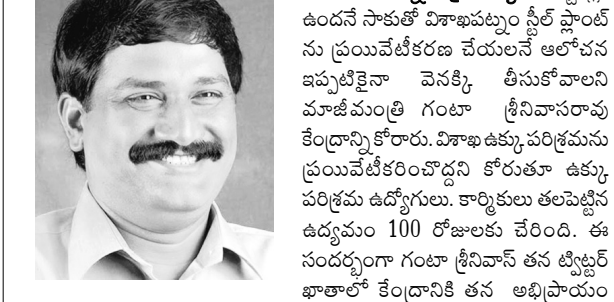 ఉందనే సాకుతో విశాఖపట్నం స్టీల్ ప్లాంట్
ను ప్రయివేటీకరణ చేయలనే ఆలోచన
ఇప్పటికైనా వెనక్కి తీసుకోవాలని
మాజీమంత్రి గంటా శ్రీనివాసరావు
కేంద్రాన్ని కోరారు. విశాఖ ఉక్కు పరిశ్రమను
ప్రయివేటీకరించొద్దని కోరుతూ ఉక్కు
పరిశ్రమ ఉద్యోగులు. కార్మికులు తలపెట్టిన
ఉద్యమం 100 రోజులకు చేరింది. ఈ
సందర్భంగా గంటా శ్రీనివాస్ తన ట్విట్టర్
ఖాతాలో కేంద్రానికి తన అభిప్రాయం